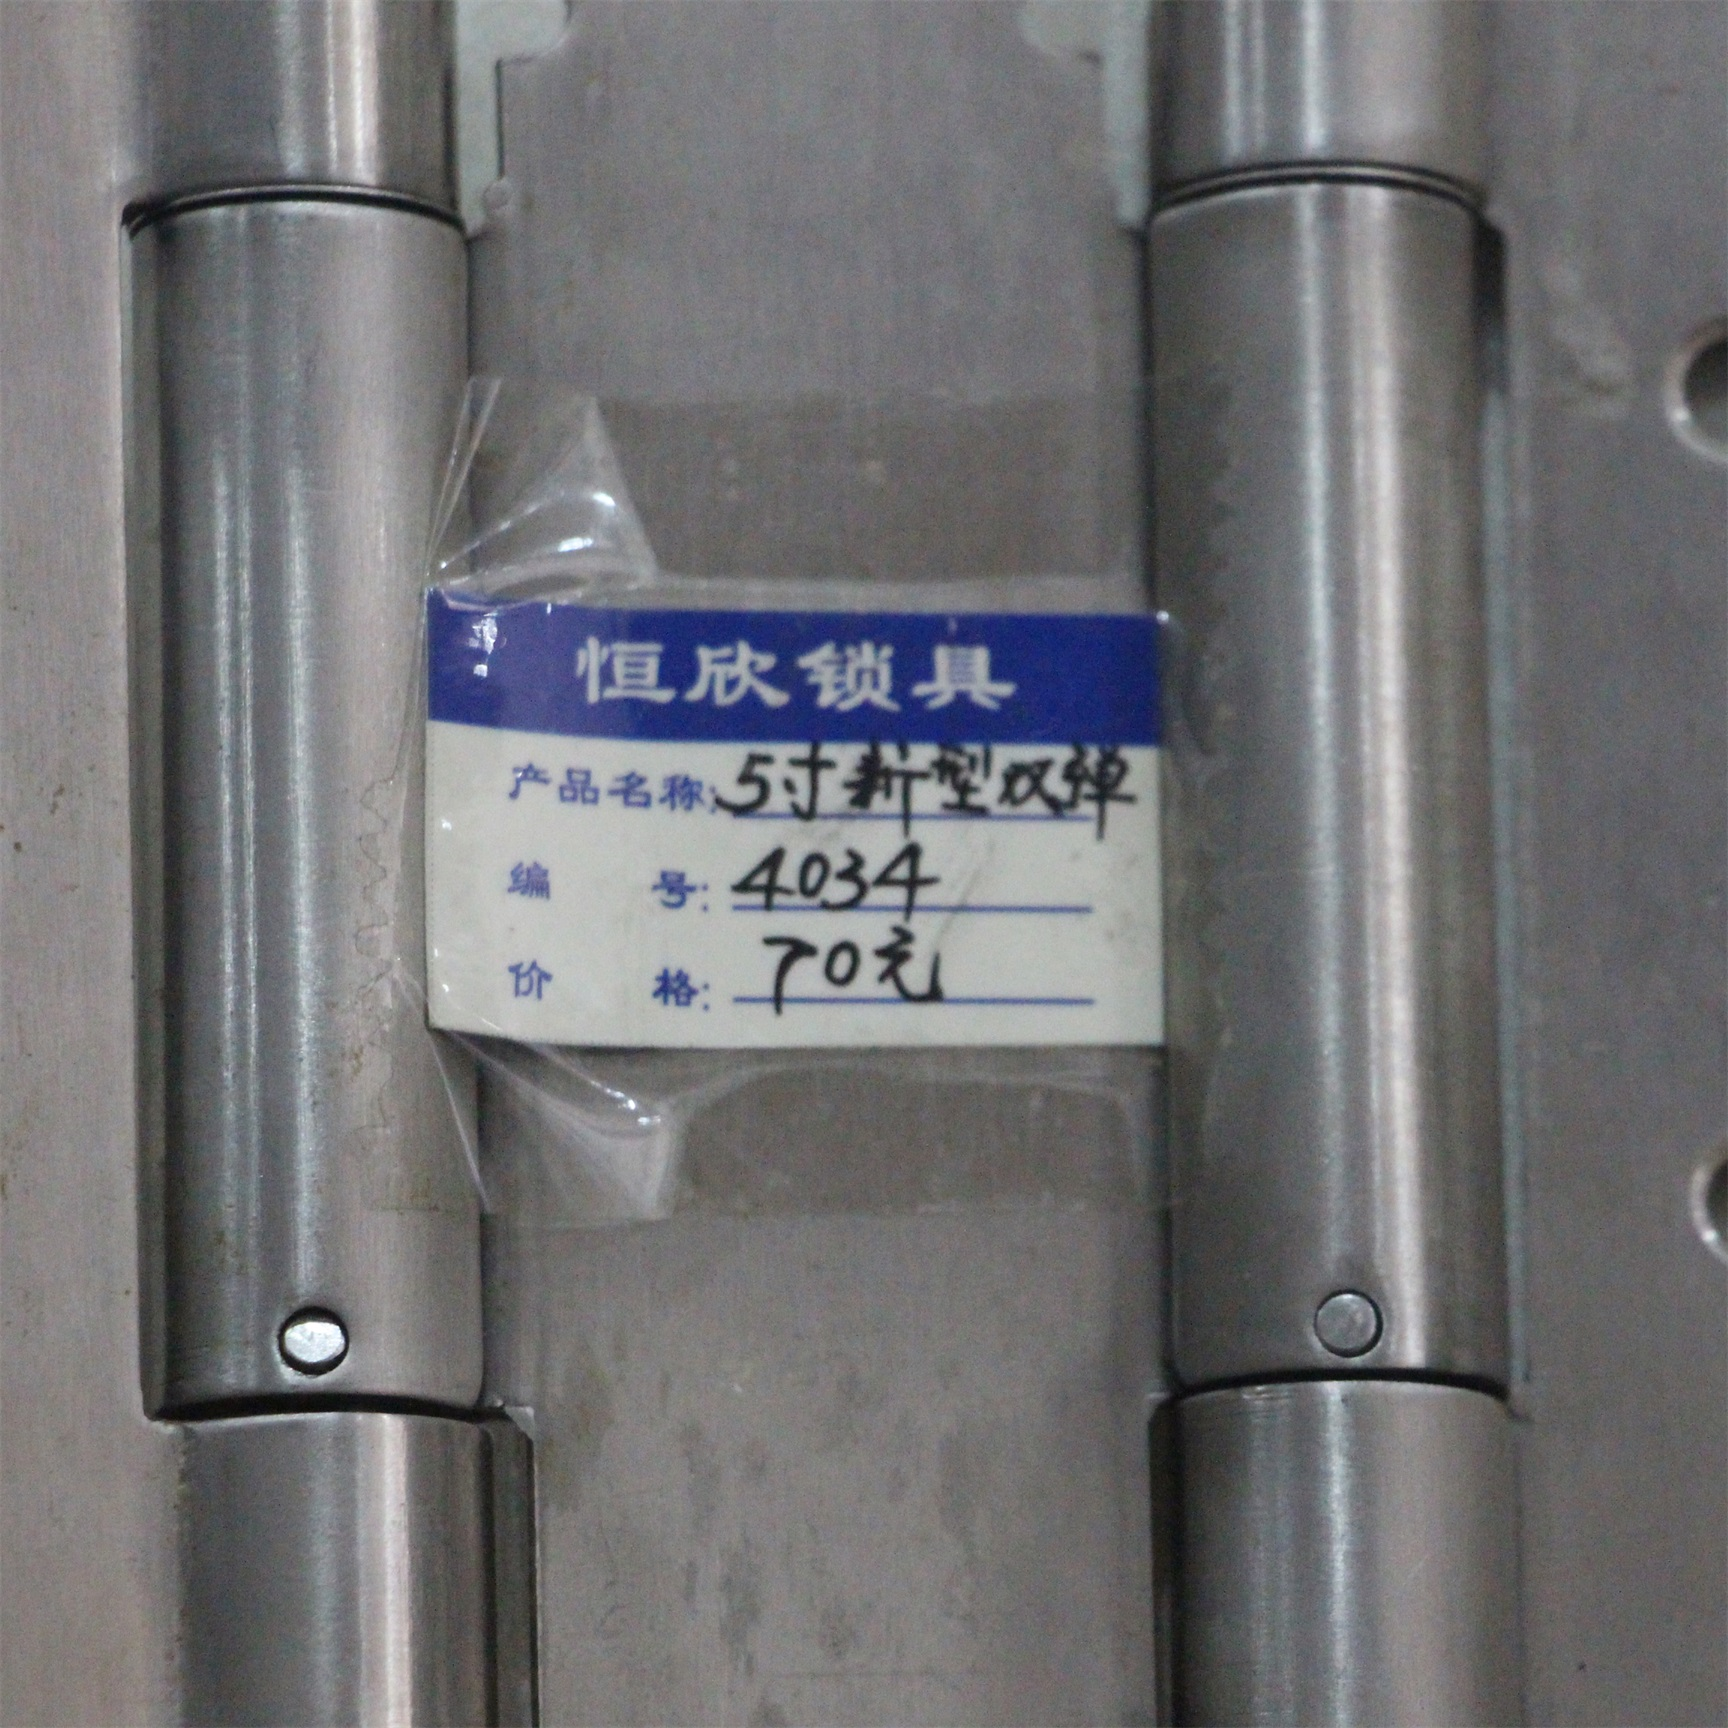 恒欣锁具
产品名称:5寸新型双弹
编 号:4034
价 格:70元